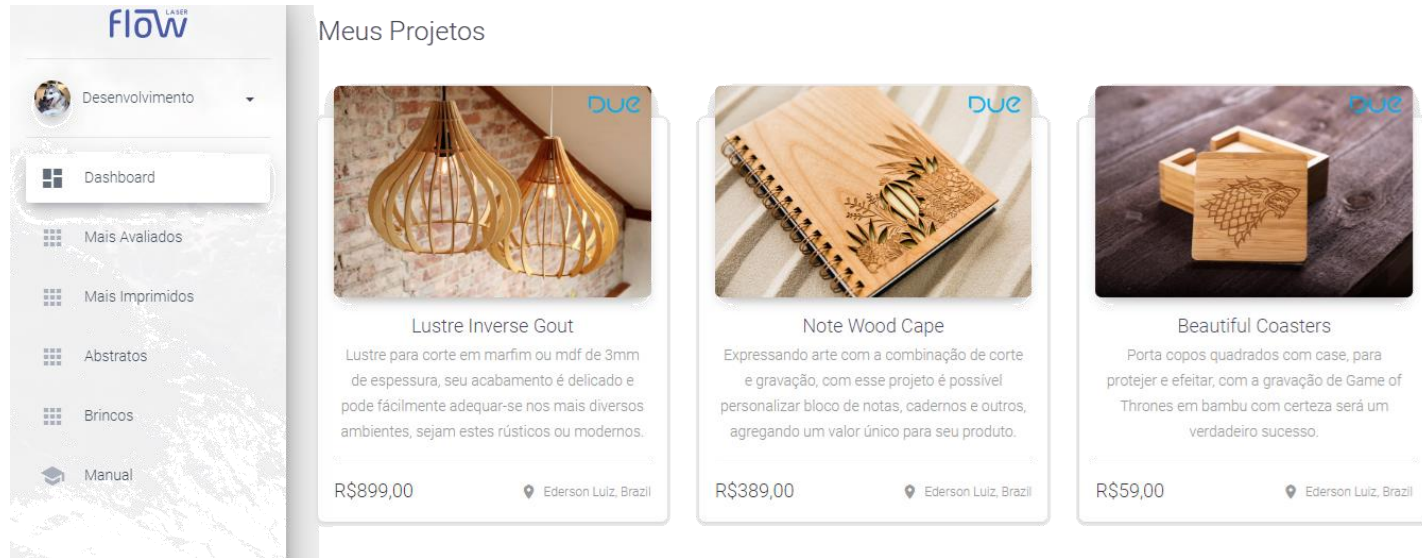 flow
LASER
Desenvolvimento
Dashboard
Mais Avaliados
Mais Imprimidos
Abstratos
Brincos
Manual
Meus Projetos
DUE
Lustre Inverse Gout
Lustre para corte em marfim ou mdf de 3mm
de espessura, seu acabamento é delicado e
pode fácilmente adequar-se nos mais diversos
ambientes, sejam estes rústicos ou modernos.
R$899,00
Ederson Luiz, Brazil
DUE
Note Wood Cape
Expressando arte com a combinação de corte
e gravação, com esse projeto é possível
personalizar bloco de notas, cadernos e outros,
agregando um valor único para seu produto.
R$389,00
Ederson Luiz, Brazil
DUE
Beautiful Coasters
Porta copos quadrados com case, para
protejer e efeitar, com a gravação de Game of
Thrones em bambu com certeza será um
verdadeiro sucesso.
R$59,00
Ederson Luiz, Brazil